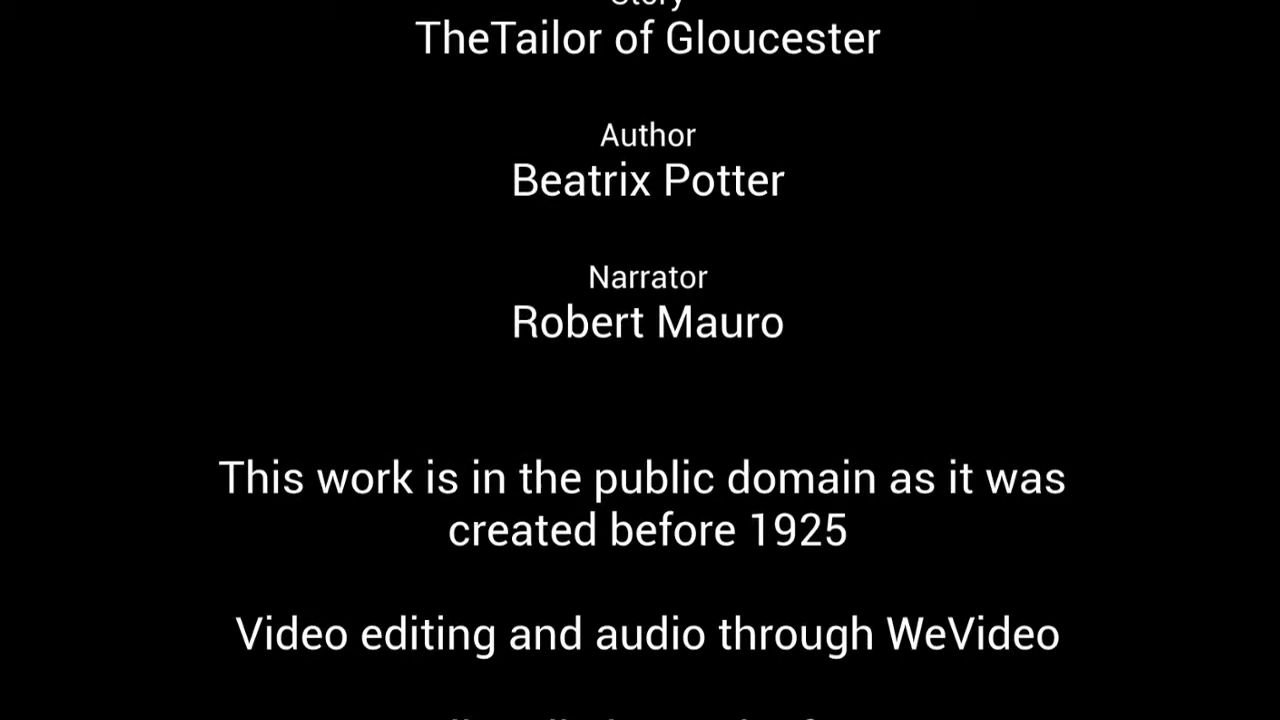 Story
TheTailor of Gloucester
Author
Beatrix Potter
Narrator
Robert Mauro
This work is in the public domain as it was
created before 1925
Video editing and audio through WeVideo